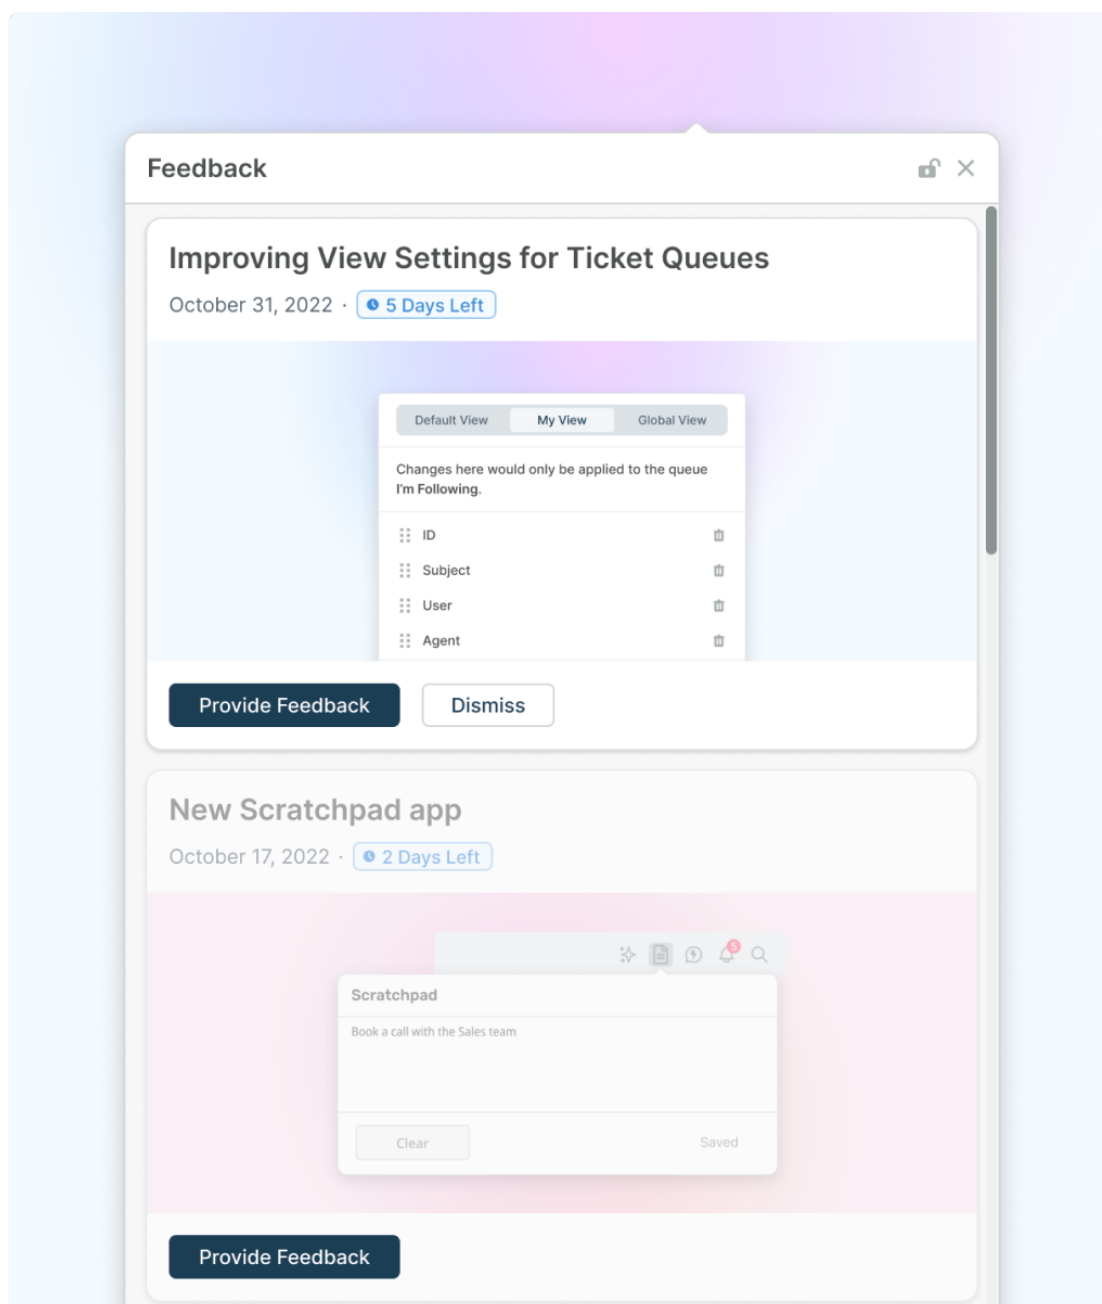 Feedback
Improving View Settings for Ticket Queues
October 31, 2022 · 5 Days Left
Default View My View Global View
Changes here would only be applied to the queue
I'm Following.
ID
Subject
User
Agent
Provide Feedback Dismiss
New Scratchpad app
October 17, 2022 · 2 Days Left
5
Scratchpad
Book a call with the Sales team
Clear Saved
Provide Feedback